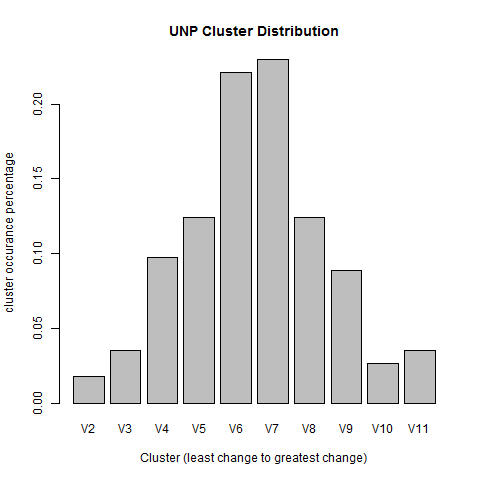 UNP Cluster Distribution
cluster occurance percentage
0.20
0.15
0.10
0.05
0.00
V2 V3 V4 V5 V6 V7 V8 V9 V10 V11
Cluster (least change to greatest change)